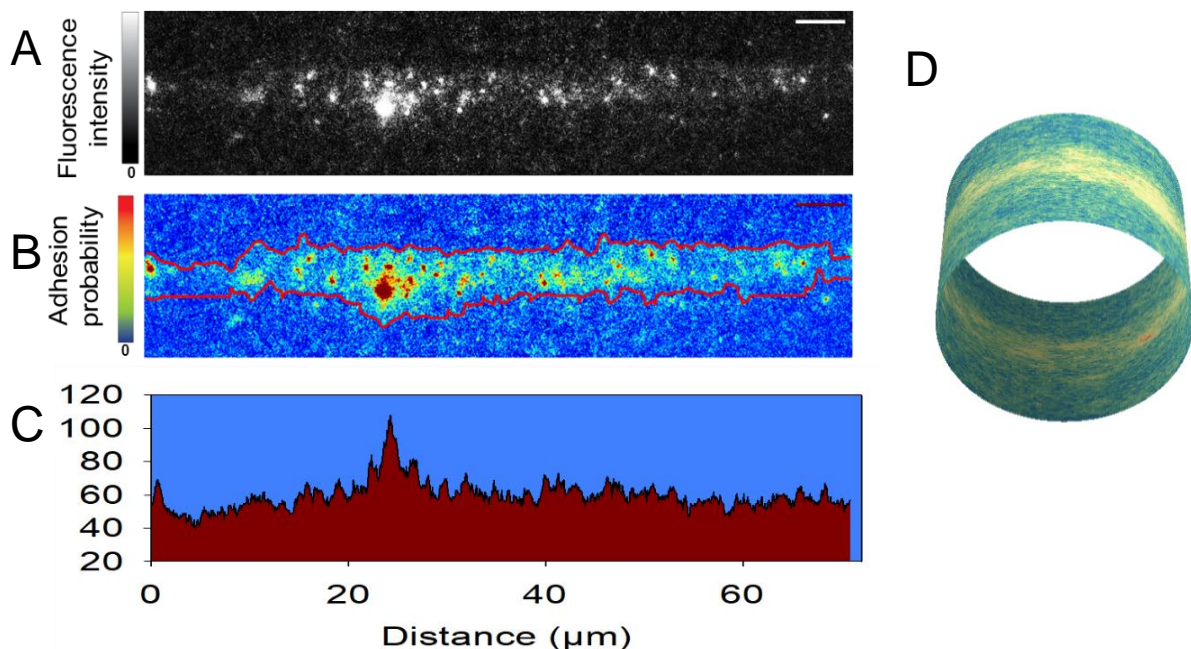 A
Fluorescence
intensity
0
B
Adhesion
probability
0
C
120
100
80
60
40
20
0 20 40 60
Distance (µm)
D